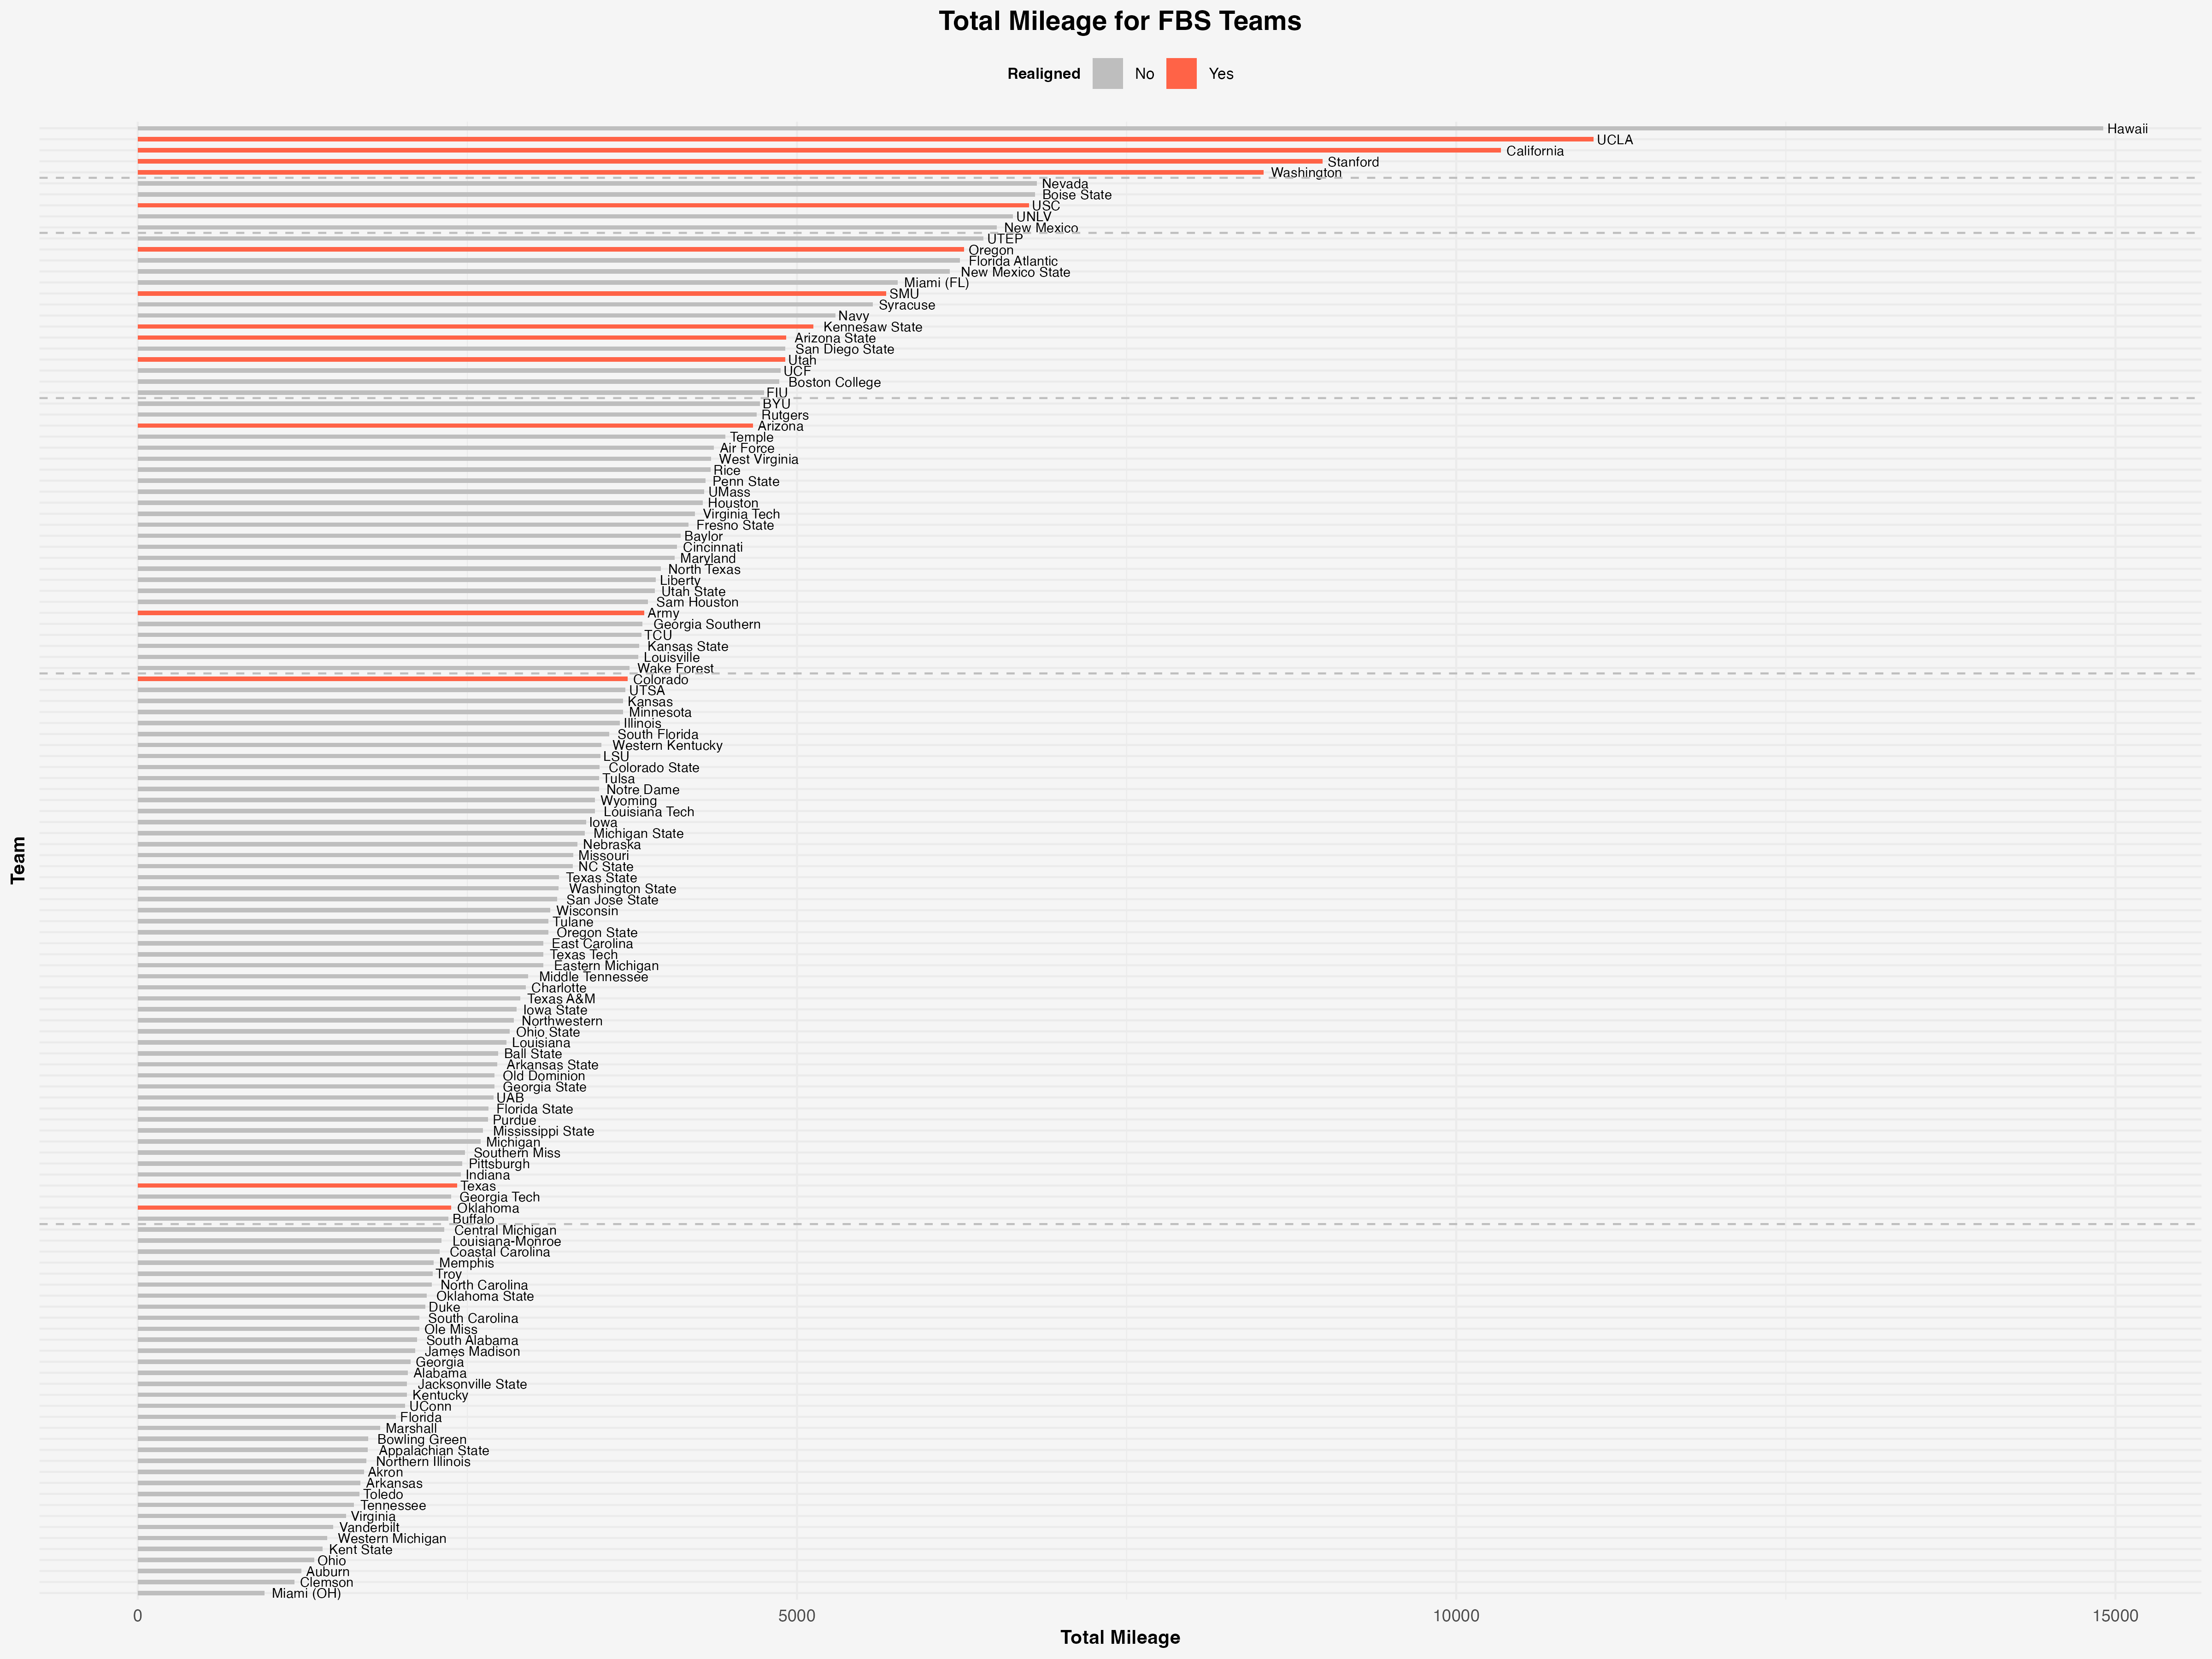 Total Mileage for FBS Teams
Realigned No Yes
Hawaii
UCLA
California
Stanford
Washington
Nevada
Boise State
USC
UNLV
New Mexico
UTEP
Oregon
Florida Atlantic
New Mexico State
Miami (FL)
SMU
Syracuse
Navy
Kennesaw State
Arizona State
San Diego State
Utah
UCF
Boston College
FIU
BYU
Rutgers
Arizona
Temple
Air Force
West Virginia
Rice
Penn State
UMass
Houston
Virginia Tech
Fresno State
Baylor
Cincinnati
Maryland
North Texas
Liberty
Utah State
Sam Houston
Army
Georgia Southern
TCU
Kansas State
Louisville
Wake Forest
Colorado
UTSA
Kansas
Minnesota
Illinois
South Florida
Western Kentucky
LSU
Colorado State
Tulsa
Notre Dame
Wyoming
Louisiana Tech
Iowa
Michigan State
Nebraska
Missouri
NC State
Texas State
Washington State
San Jose State
Wisconsin
Tulane
Oregon State
East Carolina
Texas Tech
Eastern Michigan
Middle Tennessee
Charlotte
Texas A&M
Iowa State
Northwestern
Ohio State
Louisiana
Ball State
Arkansas State
Old Dominion
Georgia State
UAB
Florida State
Purdue
Mississippi State
Michigan
Southern Miss
Pittsburgh
Indiana
Texas
Georgia Tech
Oklahoma
Buffalo
Central Michigan
Louisiana-Monroe
Coastal Carolina
Memphis
Troy
North Carolina
Oklahoma State
Duke
South Carolina
Ole Miss
South Alabama
James Madison
Georgia
Alabama
Jacksonville State
Kentucky
UConn
Florida
Marshall
Bowling Green
Appalachian State
Northern Illinois
Akron
Arkansas
Toledo
Tennessee
Virginia
Vanderbilt
Western Michigan
Kent State
Ohio
Auburn
Clemson
Miami (OH)
Team
0 5000 10000 15000
Total Mileage